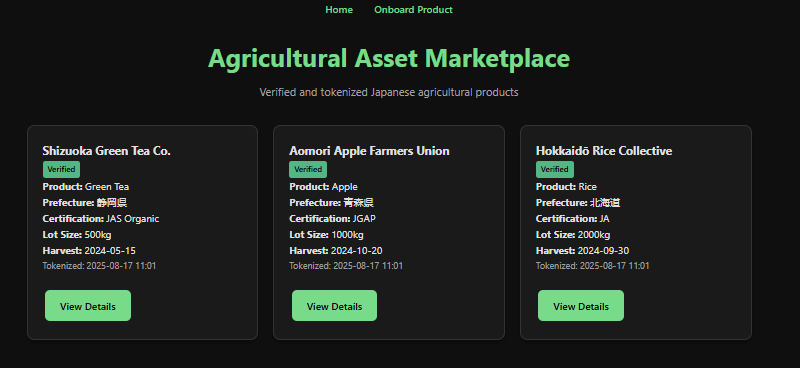 Home Onboard Product
Agricultural Asset Marketplace
Verified and tokenized Japanese agricultural products
Shizuoka Green Tea Co.
Verified
Product: Green Tea
Prefecture: 静岡県
Certification: JAS Organic
Lot Size: 500kg
Harvest: 2024-05-15
Tokenized: 2025-08-17 11:01
View Details
Aomori Apple Farmers Union
Verified
Product: Apple
Prefecture: 青森県
Certification: JGAP
Lot Size: 1000kg
Harvest: 2024-10-20
Tokenized: 2025-08-17 11:01
View Details
Hokkaidō Rice Collective
Verified
Product: Rice
Prefecture: 北海道
Certification: JA
Lot Size: 2000kg
Harvest: 2024-09-30
Tokenized: 2025-08-17 11:01
View Details